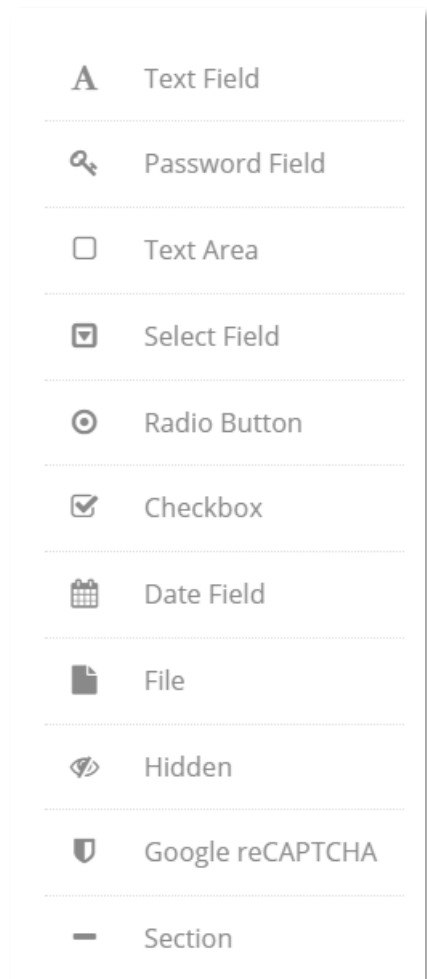 Text Field
Password Field
Text Area
Select Field
Radio Button
Checkbox
Date Field
File
Hidden
Google reCAPTCHA
Section